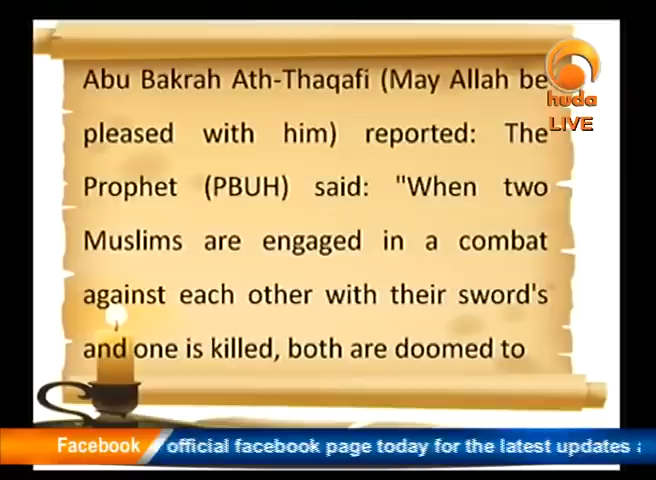 Abu Bakrah Ath-Thaqafi (May Allah be
pleased with him) reported: The
Prophet (PBUH) said: "When two
Muslims are engaged in a combat
against each other with their sword's
and one is killed, both are doomed to
huda
LIVE
Facebook
official facebook page today for the latest updates